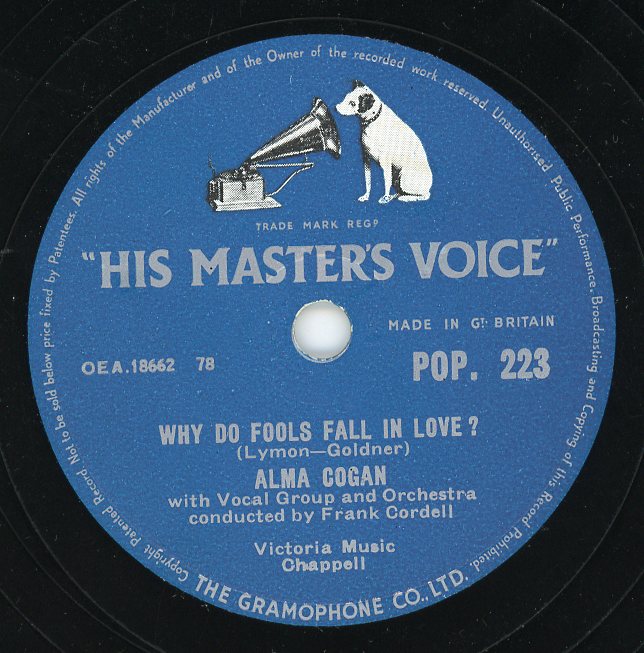 TRADE MARK REGD
"HIS MASTER'S VOICE"
MADE IN GT. BRITAIN
OEA.18662 78
POP. 223
WHY DO FOOLS FALL IN LOVE?
(Lymon—Goldner)
ALMA COGAN
with Vocal Group and Orchestra
conducted by Frank Cordell
Victoria Music
Chappell
THE GRAMOPHONE CO., LTD.
Copyright Patented Record Not to be sold below price fixed by Patentees. All rights of the Manufacturer and of the Owner of the recorded work reserved. Unauthorised Public Performance, Broadcasting and Copying of this Record Prohibited.